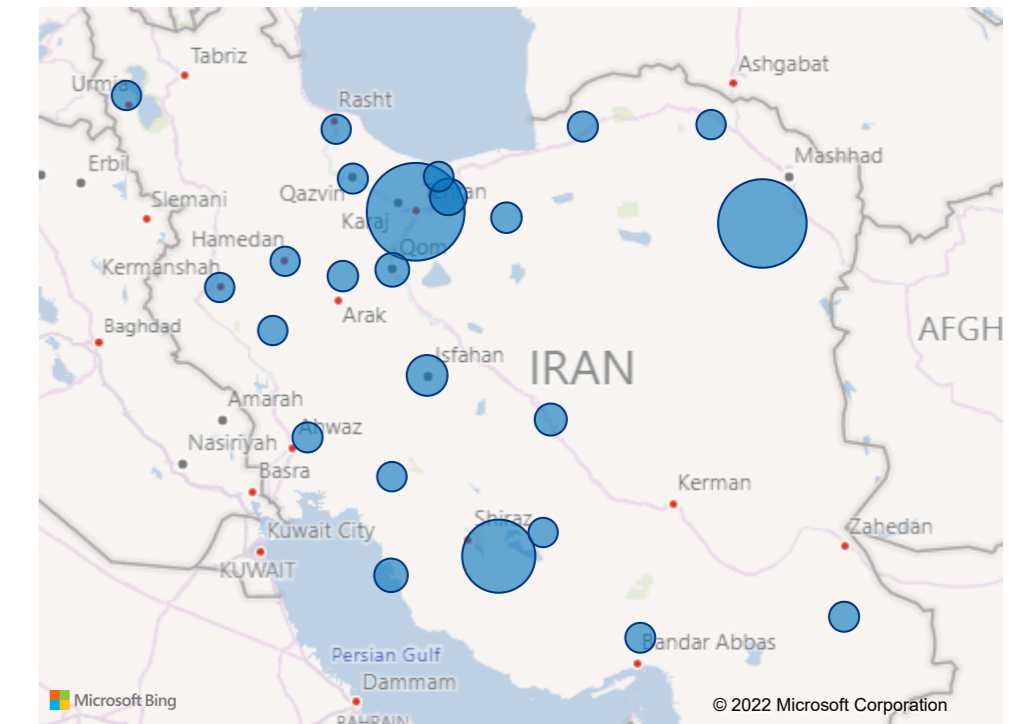 Tabriz
Ashgabat
Urmia
Rasht
Mashhad
Erbil
Qazvin
Slemani
Karaj
Hamedan
Qom
Kermanshah
Arak
Baghdad
AFGH
Isfahan
IRAN
Amarah
Ahwaz
Nasiriyah
Basra
Kerman
Shiraz
Kuwait City
Zahedan
KUWAIT
Bandar Abbas
Persian Gulf
Dammam
Microsoft Bing
© 2022 Microsoft Corporation
BAHRAIN